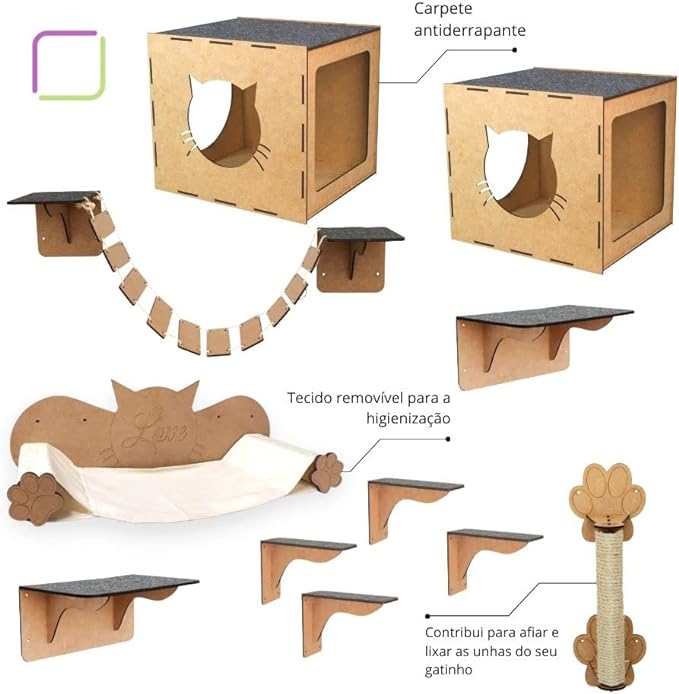 Carpete
antiderrapante
Tecido removível para a
higienização
Love
Contribui para afiar e
lixar as unhas do seu
gatinho